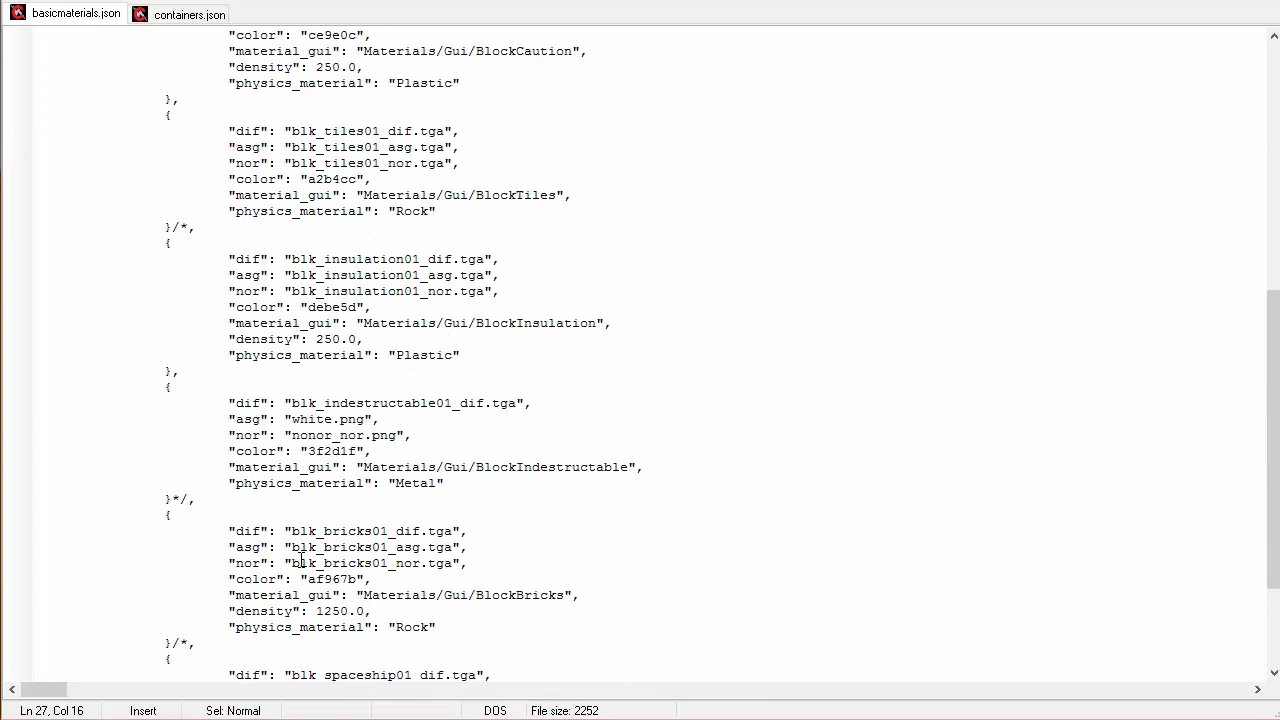 basicmaterials.json
containers.json
"color": "ce9e0c",
"material_gui": "Materials/Gui/BlockCaution",
"density": 250.0,
"physics_material": "Plastic"
},
{
"dif": "blk_tiles01_dif.tga",
"asg": "blk_tiles01_asg.tga",
"nor": "blk_tiles01_nor.tga",
"color": "a2b4cc",
"material_gui": "Materials/Gui/BlockTiles",
"physics_material": "Rock"
}/*,
{
"dif": "blk_insulation01_dif.tga",
"asg": "blk_insulation01_asg.tga",
"nor": "blk_insulation01_nor.tga",
"color": "debe5d",
"material_gui": "Materials/Gui/BlockInsulation",
"density": 250.0,
"physics_material": "Plastic"
},
{
"dif": "blk_indestructable01_dif.tga",
"asg": "white.png",
"nor": "nonor_nor.png",
"color": "3f2d1f",
"material_gui": "Materials/Gui/BlockIndestructable",
"physics_material": "Metal"
}*/,
{
"dif": "blk_bricks01_dif.tga",
"asg": "blk_bricks01_asg.tga",
"nor": "blk_bricks01_nor.tga",
"color": "af967b",
"material_gui": "Materials/Gui/BlockBricks",
"density": 1250.0,
"physics_material": "Rock"
}/*,
{
"dif": "blk_spaceship01_dif.tga",
Ln 27, Col 16
Insert
Sel: Normal
DOS
File size: 2252